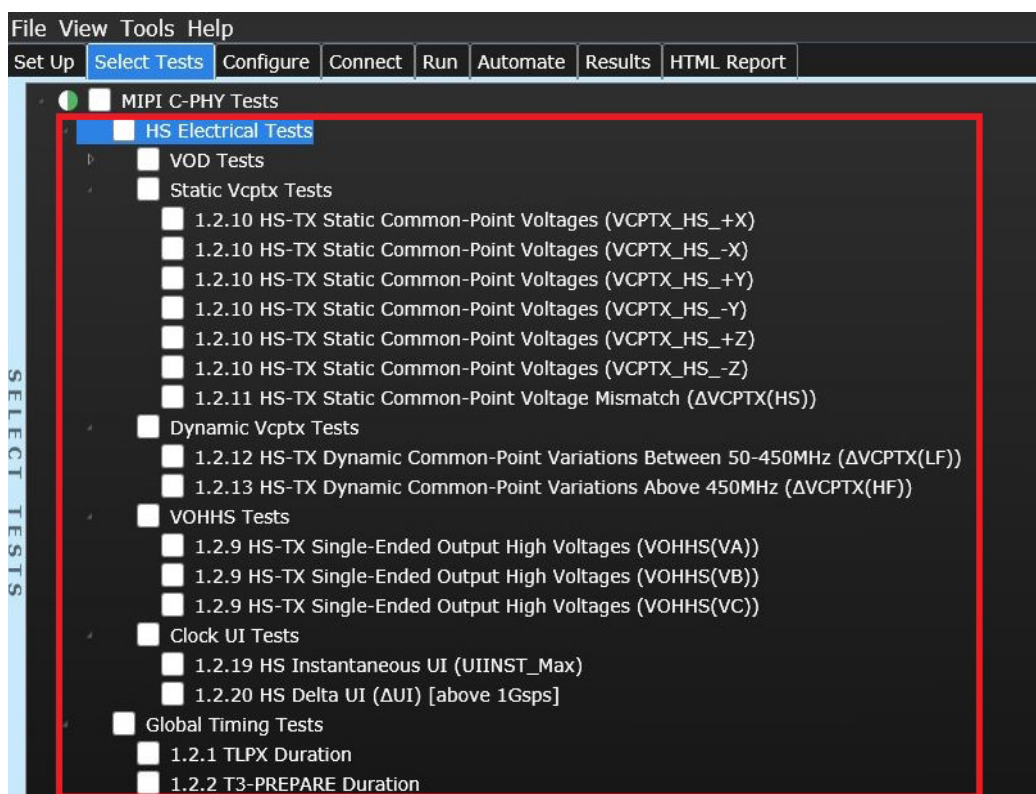 File View Tools Help
Set Up Select Tests Configure Connect Run Automate Results HTML Report
MIPI C-PHY Tests
HS Electrical Tests
VOD Tests
Static Vcptx Tests
1.2.10 HS-TX Static Common-Point Voltages (VCPTX_HS_+X)
1.2.10 HS-TX Static Common-Point Voltages (VCPTX_HS_-X)
1.2.10 HS-TX Static Common-Point Voltages (VCPTX_HS_+Y)
1.2.10 HS-TX Static Common-Point Voltages (VCPTX_HS_-Y)
1.2.10 HS-TX Static Common-Point Voltages (VCPTX_HS_+Z)
1.2.10 HS-TX Static Common-Point Voltages (VCPTX_HS_-Z)
1.2.11 HS-TX Static Common-Point Voltage Mismatch (ΔVCPTX(HS))
Dynamic Vcptx Tests
1.2.12 HS-TX Dynamic Common-Point Variations Between 50-450MHz (ΔVCPTX(LF))
1.2.13 HS-TX Dynamic Common-Point Variations Above 450MHz (ΔVCPTX(HF))
VOHHS Tests
1.2.9 HS-TX Single-Ended Output High Voltages (VOHHS(VA))
1.2.9 HS-TX Single-Ended Output High Voltages (VOHHS(VB))
1.2.9 HS-TX Single-Ended Output High Voltages (VOHHS(VC))
Clock UI Tests
1.2.19 HS Instantaneous UI (UIINST_Max)
1.2.20 HS Delta UI (ΔUI) [above 1Gsps]
Global Timing Tests
1.2.1 TLPX Duration
1.2.2 T3-PREPARE Duration
SELECT TESTS